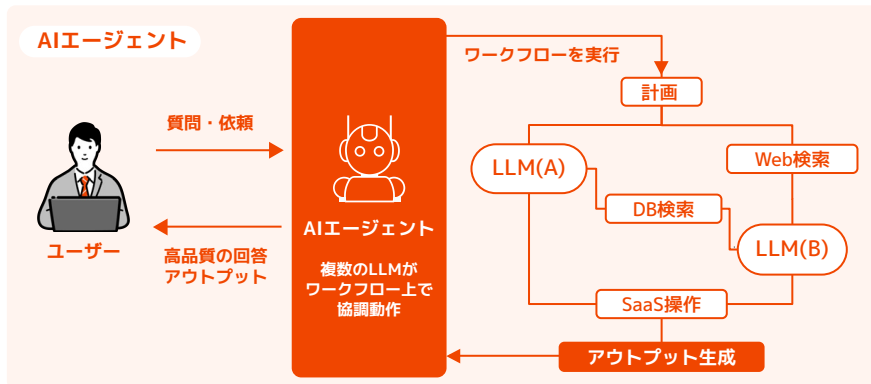 AIエージェント
質問・依頼
ユーザー
高品質の回答
アウトプット
AIエージェント
複数のLLMが
ワークフロー上で
協調動作
ワークフローを実行
計画
LLM(A)
Web検索
DB検索
LLM(B)
SaaS操作
アウトプット生成